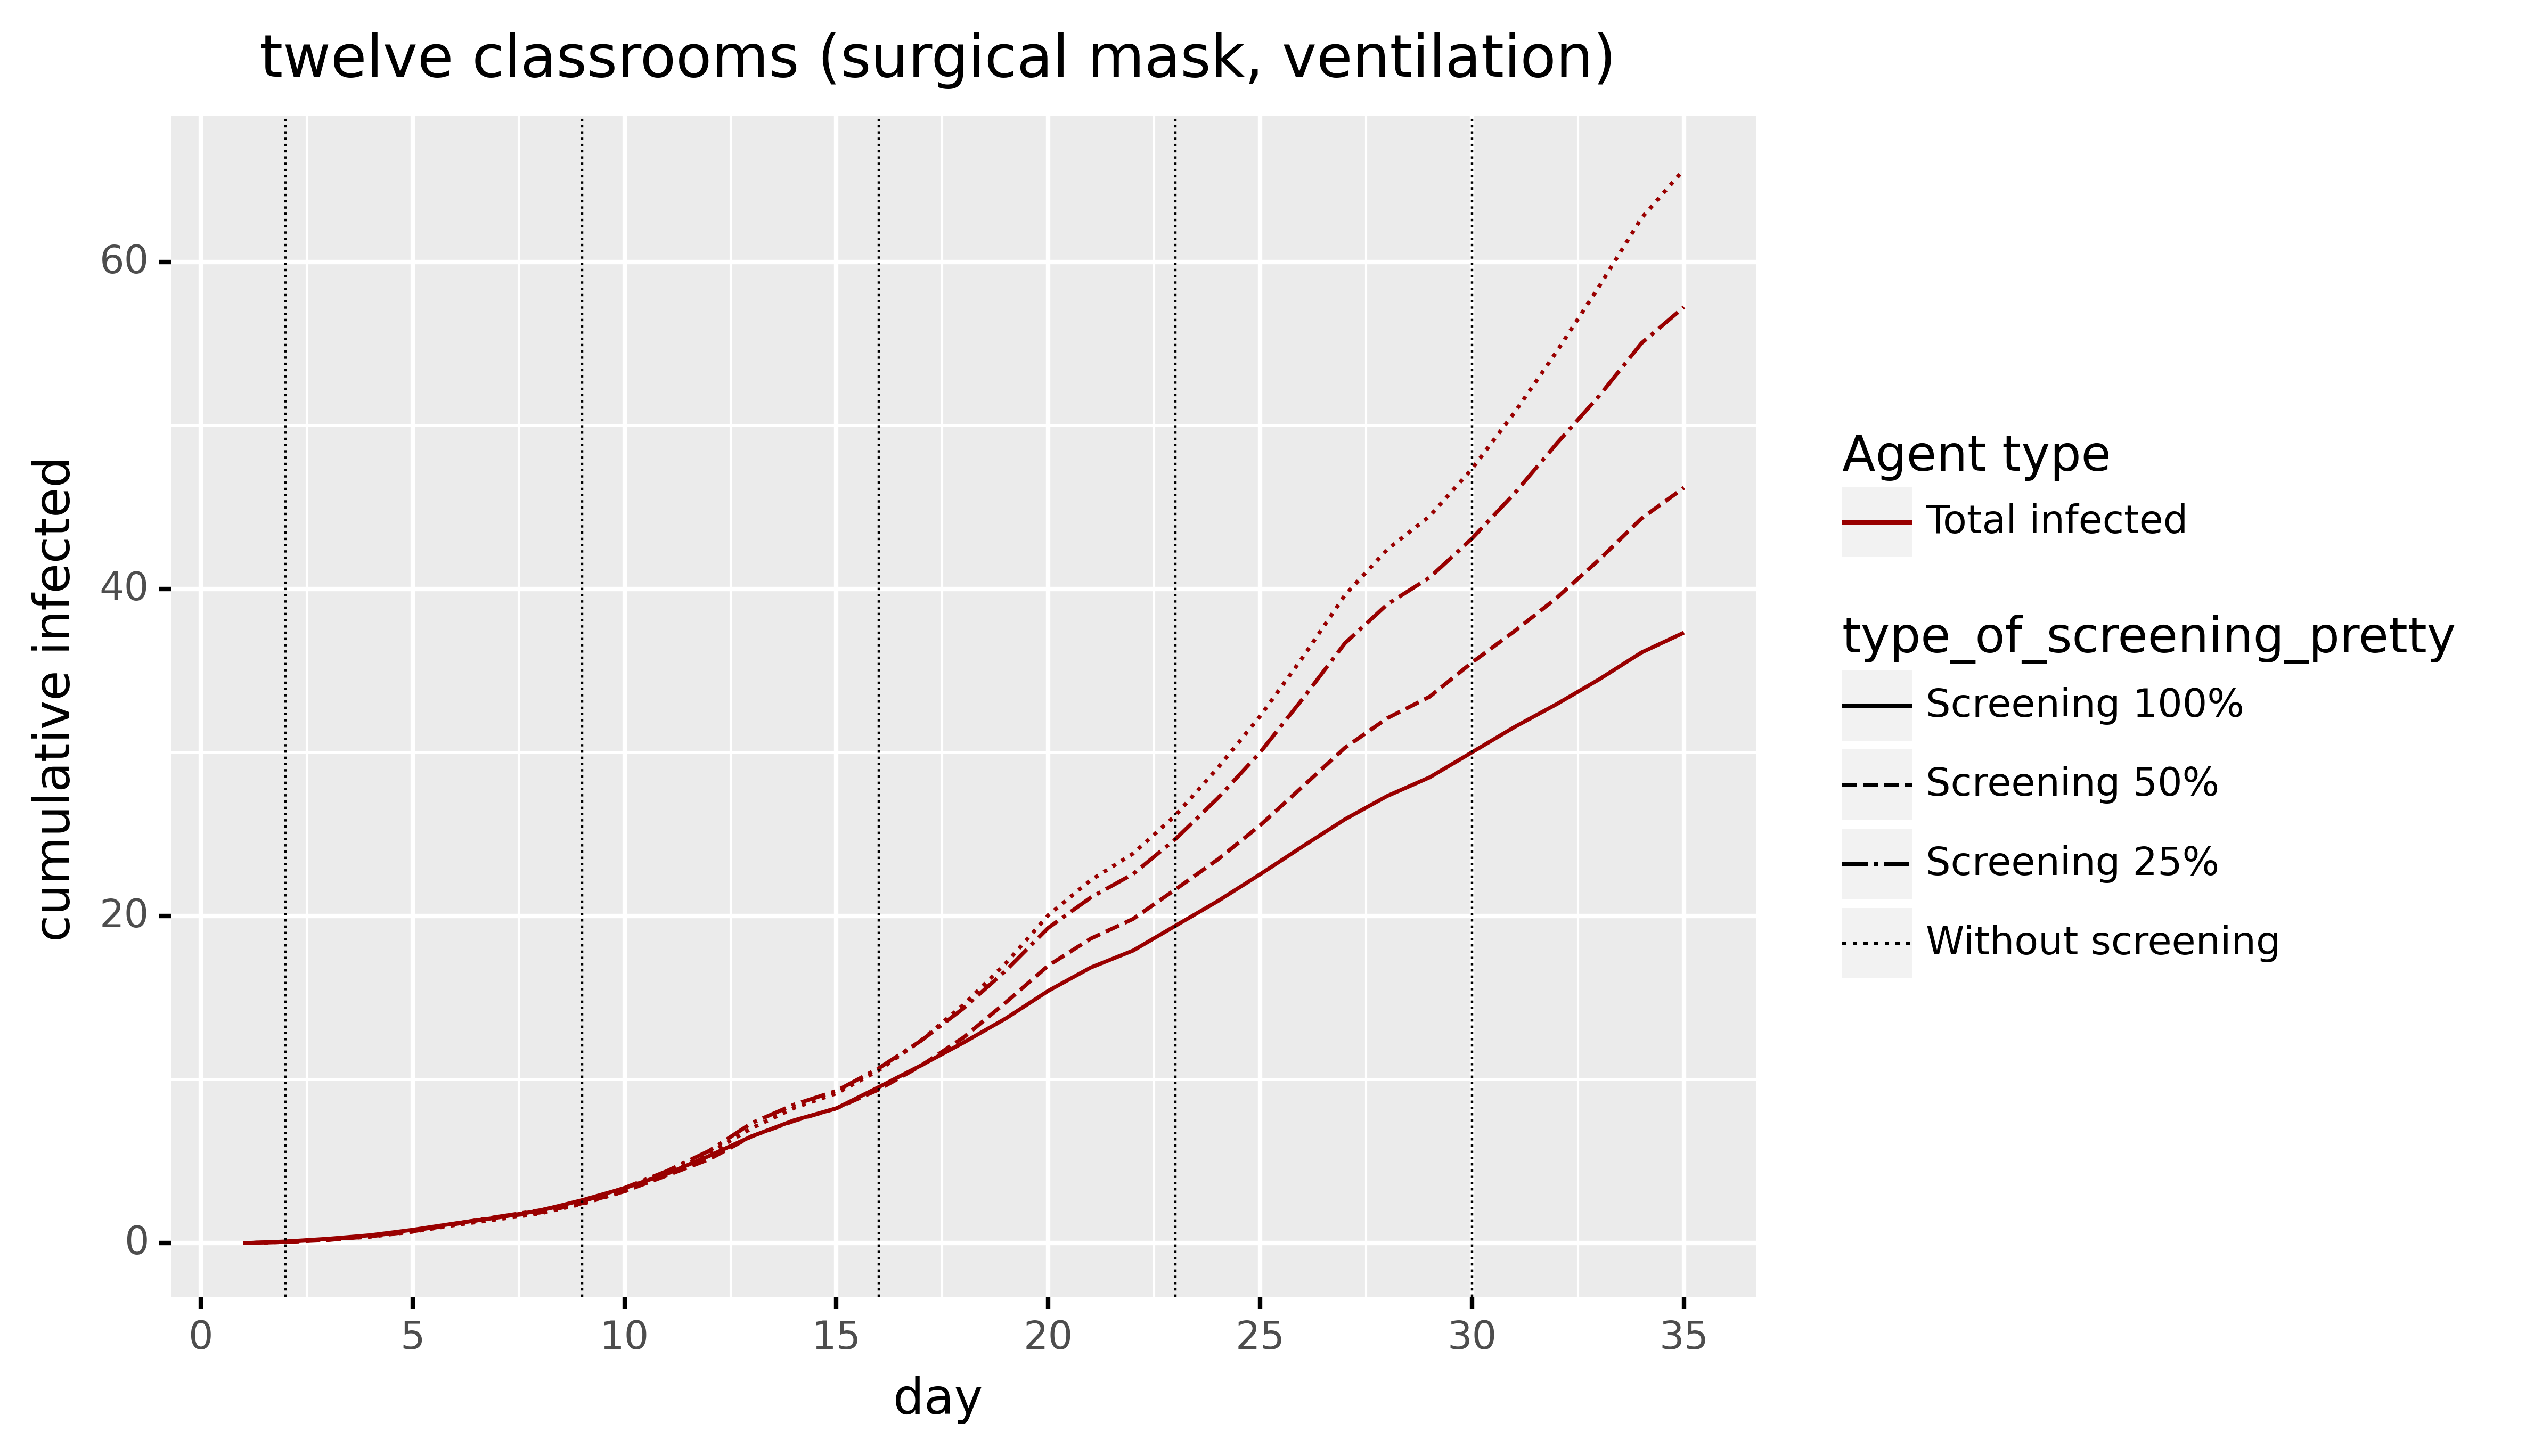 twelve classrooms (surgical mask, ventilation)
cumulative infected
60
40
20
0
0 5 10 15 20 25 30 35
day
Agent type
Total infected
type_of_screening_pretty
Screening 100%
Screening 50%
Screening 25%
Without screening